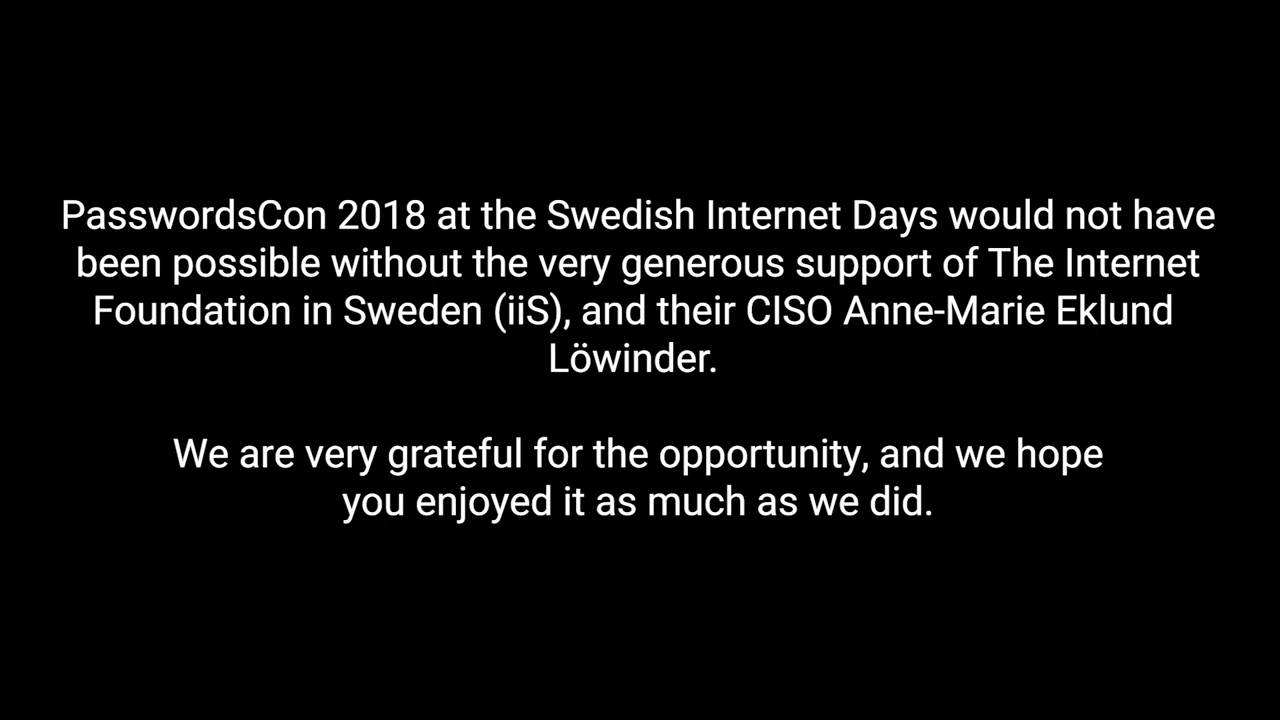 PasswordsCon 2018 at the Swedish Internet Days would not have
been possible without the very generous support of The Internet
Foundation in Sweden (iiS), and their CISO Anne-Marie Eklund
Löwinder.
We are very grateful for the opportunity, and we hope
you enjoyed it as much as we did.